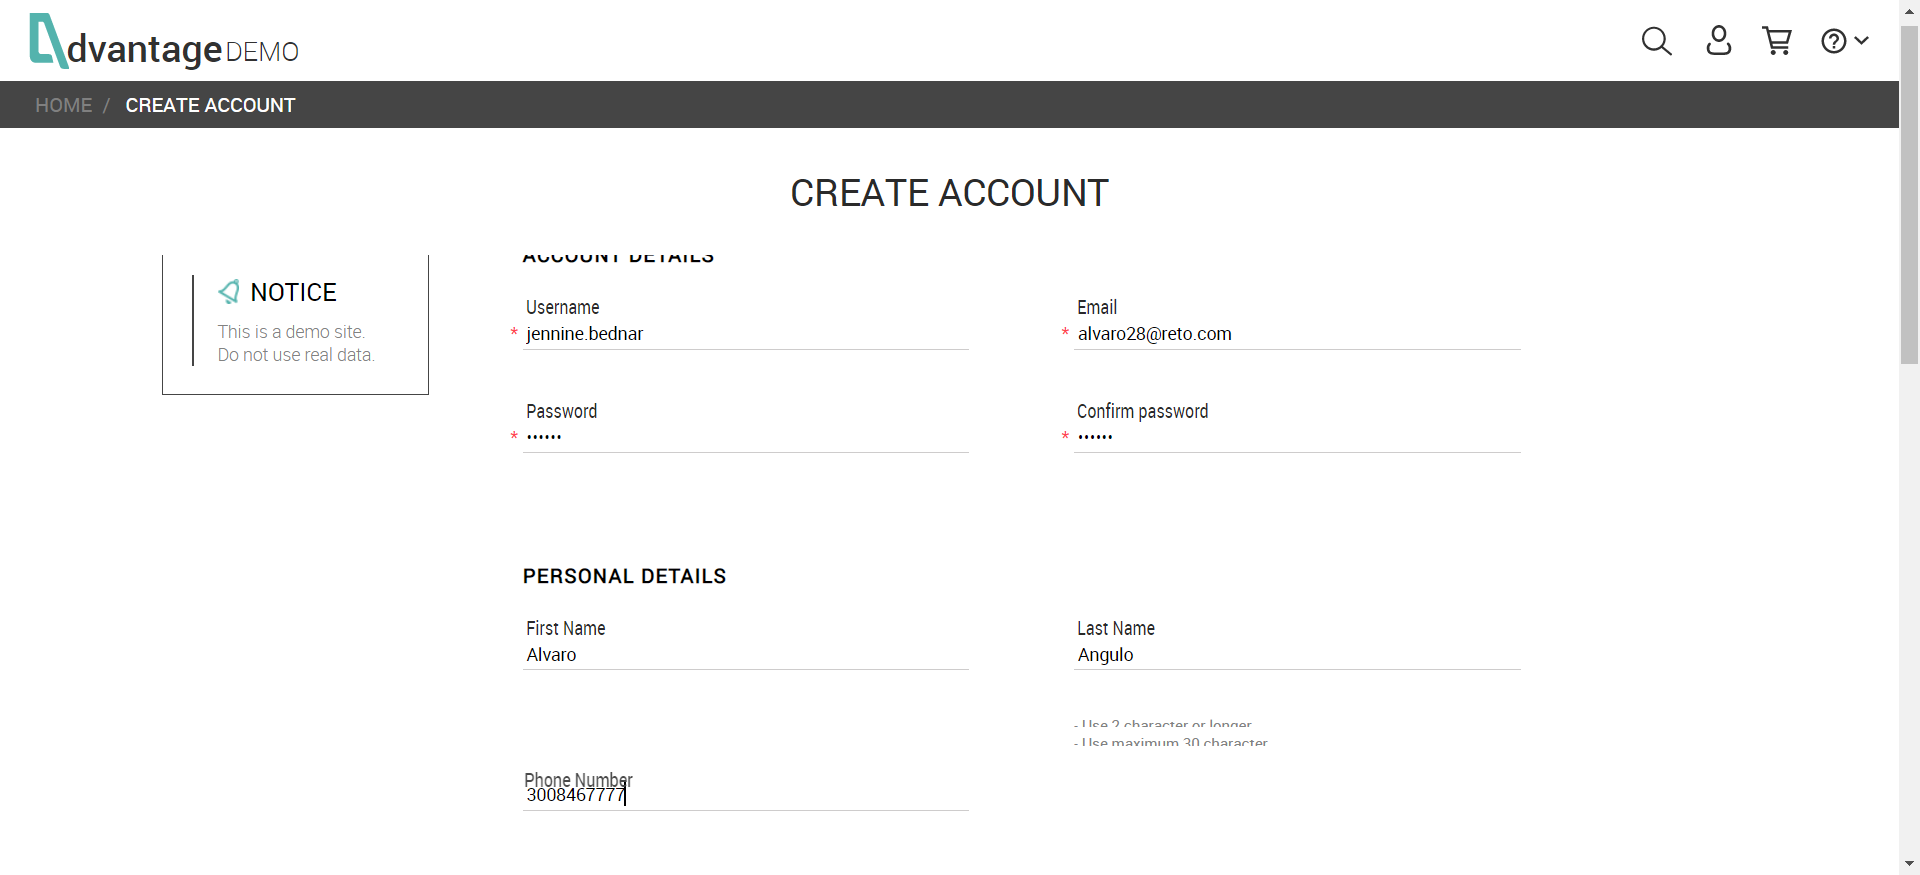 dvantage DEMO
HOME / CREATE ACCOUNT
CREATE ACCOUNT
NOTICE
This is a demo site.
Do not use real data.
ACCOUNT DETAILS
Username
* jennine.bednar
Email
* alvaro28@reto.com
Password
* ••••••
Confirm password
* ••••••
PERSONAL DETAILS
First Name
Alvaro
Last Name
Angulo
- Use 2 character or longer
- Use maximum 30 character
Phone Number
3008467777